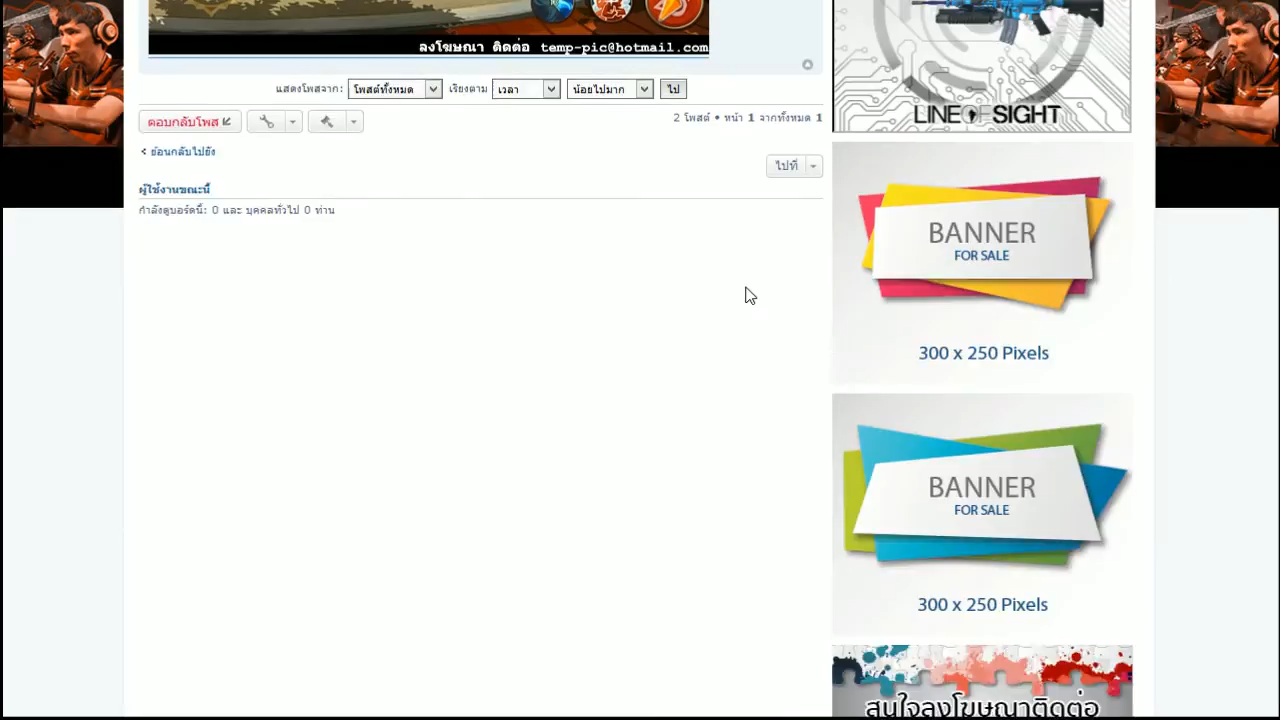 ลงโฆษณา ติดต่อ temp-pic@hotmail.com
แสดงโพสจาก: โพสต์ทั้งหมด เรียงตาม เวลา น้อยไปมาก ไป
ตอบกลับโพส
2 โพสต์ • หน้า 1 จากทั้งหมด 1
ย้อนกลับไปยัง
ไปที่
ผู้ใช้งานขณะนี้
กำลังดูบอร์ดนี้: 0 และ บุคคลทั่วไป 0 ท่าน
LINE OF SIGHT
BANNER
FOR SALE
300 x 250 Pixels
BANNER
FOR SALE
300 x 250 Pixels
สนใจลงโฆษณาติดต่อ